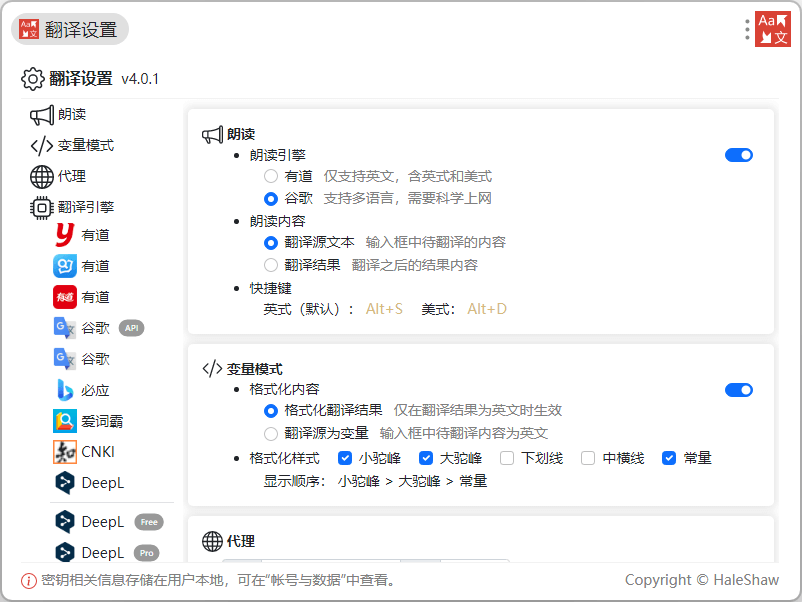 翻译设置
Aa
文
翻译设置 v4.0.1
朗读
变量模式
代理
翻译引擎
有道
有道
有道 有道
谷歌 API
谷歌
必应
爱词霸
知 CNKI
DeepL
DeepL Free
DeepL Pro
朗读
朗读引擎
有道 仅支持英文，含英式和美式
谷歌 支持多语言，需要科学上网
朗读内容
翻译源文本 输入框中待翻译的内容
翻译结果 翻译之后的结果内容
快捷键
英式（默认）： Alt+S 美式： Alt+D
变量模式
格式化内容
格式化翻译结果 仅在翻译结果为英文时生效
翻译源为变量 输入框中待翻译内容为英文
格式化样式 小驼峰 大驼峰 下划线 中横线 常量
显示顺序： 小驼峰 > 大驼峰 > 常量
代理
密钥相关信息存储在用户本地，可在“帐号与数据”中查看。
Copyright © HaleShaw